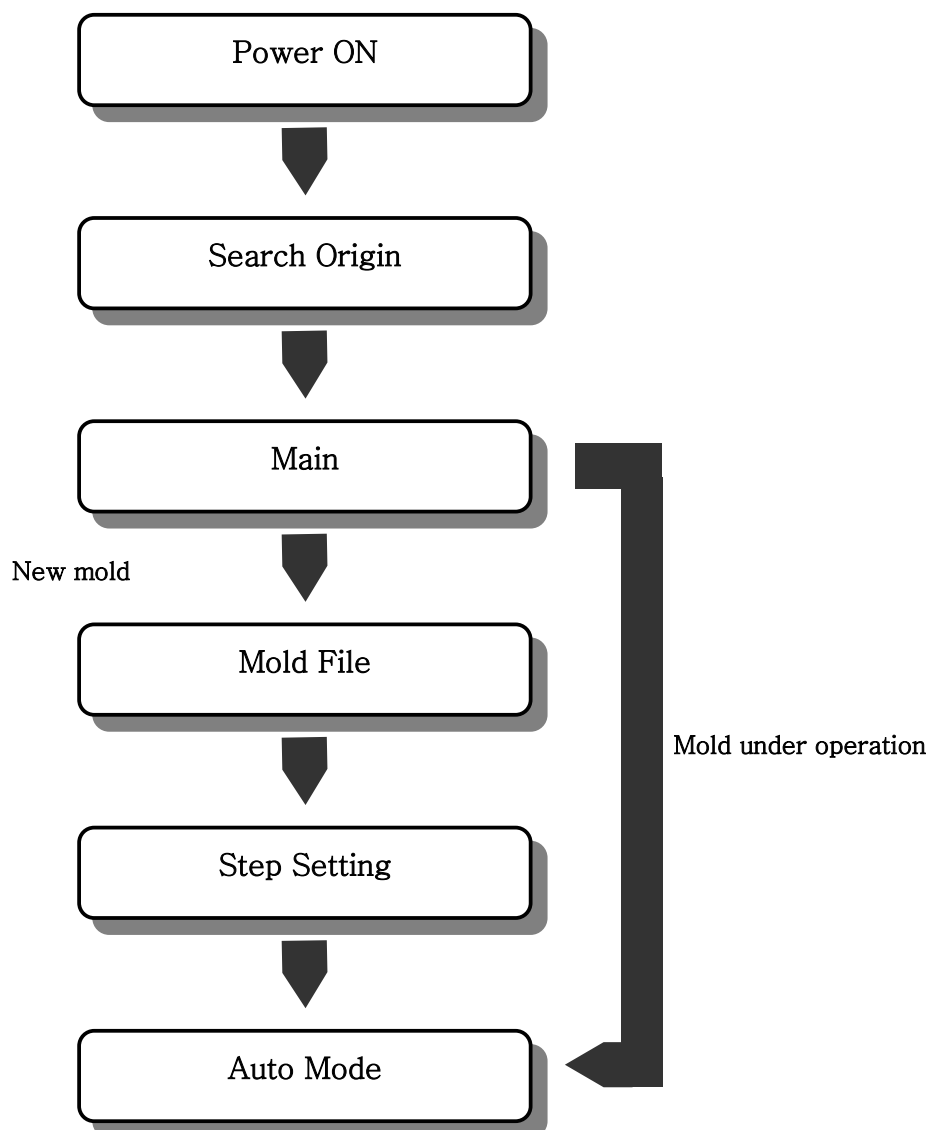 Power ON
Search Origin
Main
New mold
Mold File
Mold under operation
Step Setting
Auto Mode